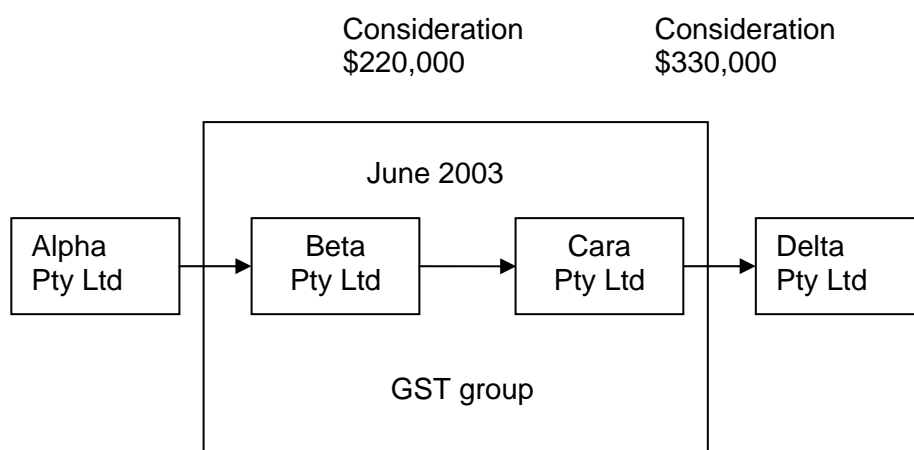 Consideration
$220,000
Consideration
$330,000
June 2003
Alpha
Pty Ltd
Beta
Pty Ltd
Cara
Pty Ltd
Delta
Pty Ltd
GST group